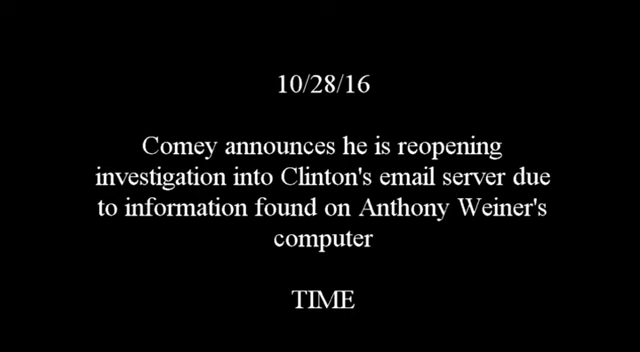 10/28/16
Comey announces he is reopening
investigation into Clinton's email server due
to information found on Anthony Weiner's
computer
TIME